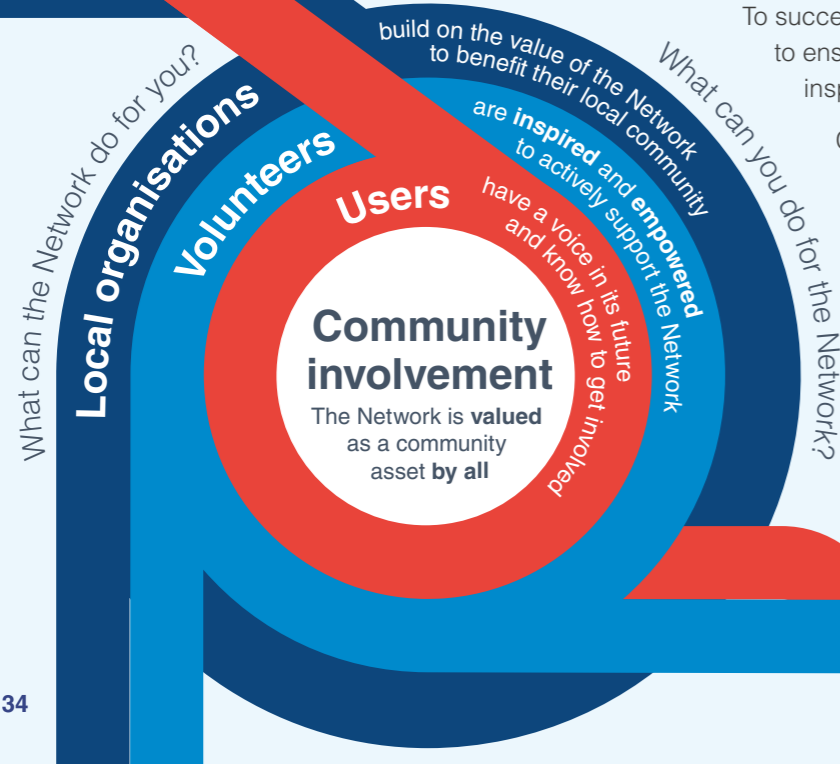 What can the Network do for you?
Local organisations
build on the value of the Network
to benefit their local community
Volunteers
are inspired and empowered
to actively support the Network
Users
have a voice in its future
and know how to get involved
Community
involvement
The Network is valued
as a community
asset by all
What can you do for the Network?
To
to
34